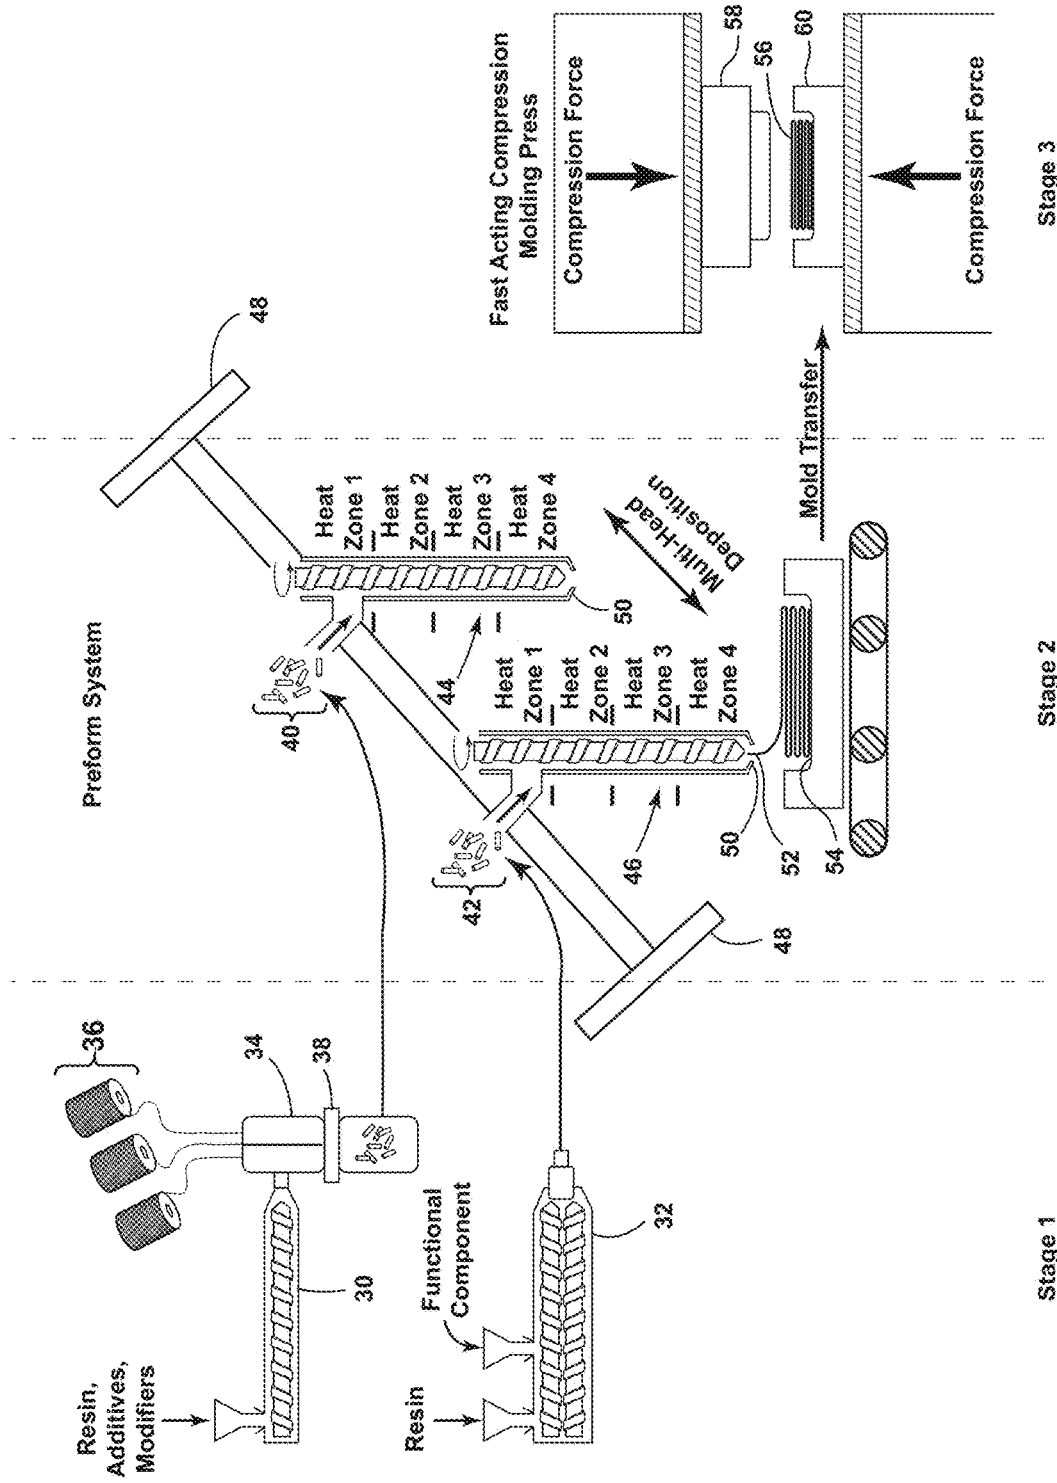 Resin,
Additives,
Modifiers
30
36
34
38
Resin
Functional
Component
32
Stage 1
Preform System
40
42
44
46
48
48
Heat
Zone 1
Heat
Zone 2
Heat
Zone 3
Heat
Zone 4
50
Heat
Zone 1
Heat
Zone 2
Heat
Zone 3
Heat
Zone 4
50
52
54
Multi-Head
Deposition
Stage 2
Mold Transfer
Fast Acting Compression
Molding Press
Compression Force
58
56
60
Compression Force
Stage 3